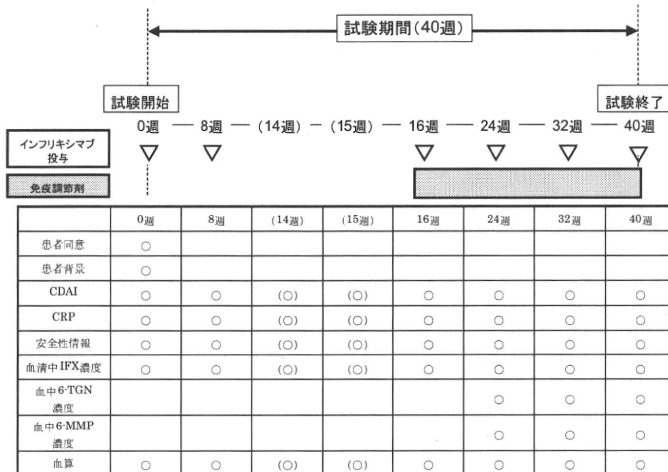 試験期間(40週)
試験開始
試験終了
0週 8週 (14週) (15週) 16週 24週 32週 40週
インフリキシマブ
投与
免疫調節剤
0週 8週 (14週) (15週) 16週 24週 32週 40週
患者同意 ○
患者背景 ○
CDAI ○ ○ (○) (○) ○ ○ ○ ○
CRP ○ ○ (○) (○) ○ ○ ○ ○
安全性情報 ○ ○ (○) (○) ○ ○ ○ ○
血清中IFX濃度 ○ ○ (○) (○) ○ ○ ○ ○
血中6-TGN
濃度 ○ ○ ○
血中6-MMP
濃度 ○ ○ ○
血算 ○ ○ (○) (○) ○ ○ ○ ○